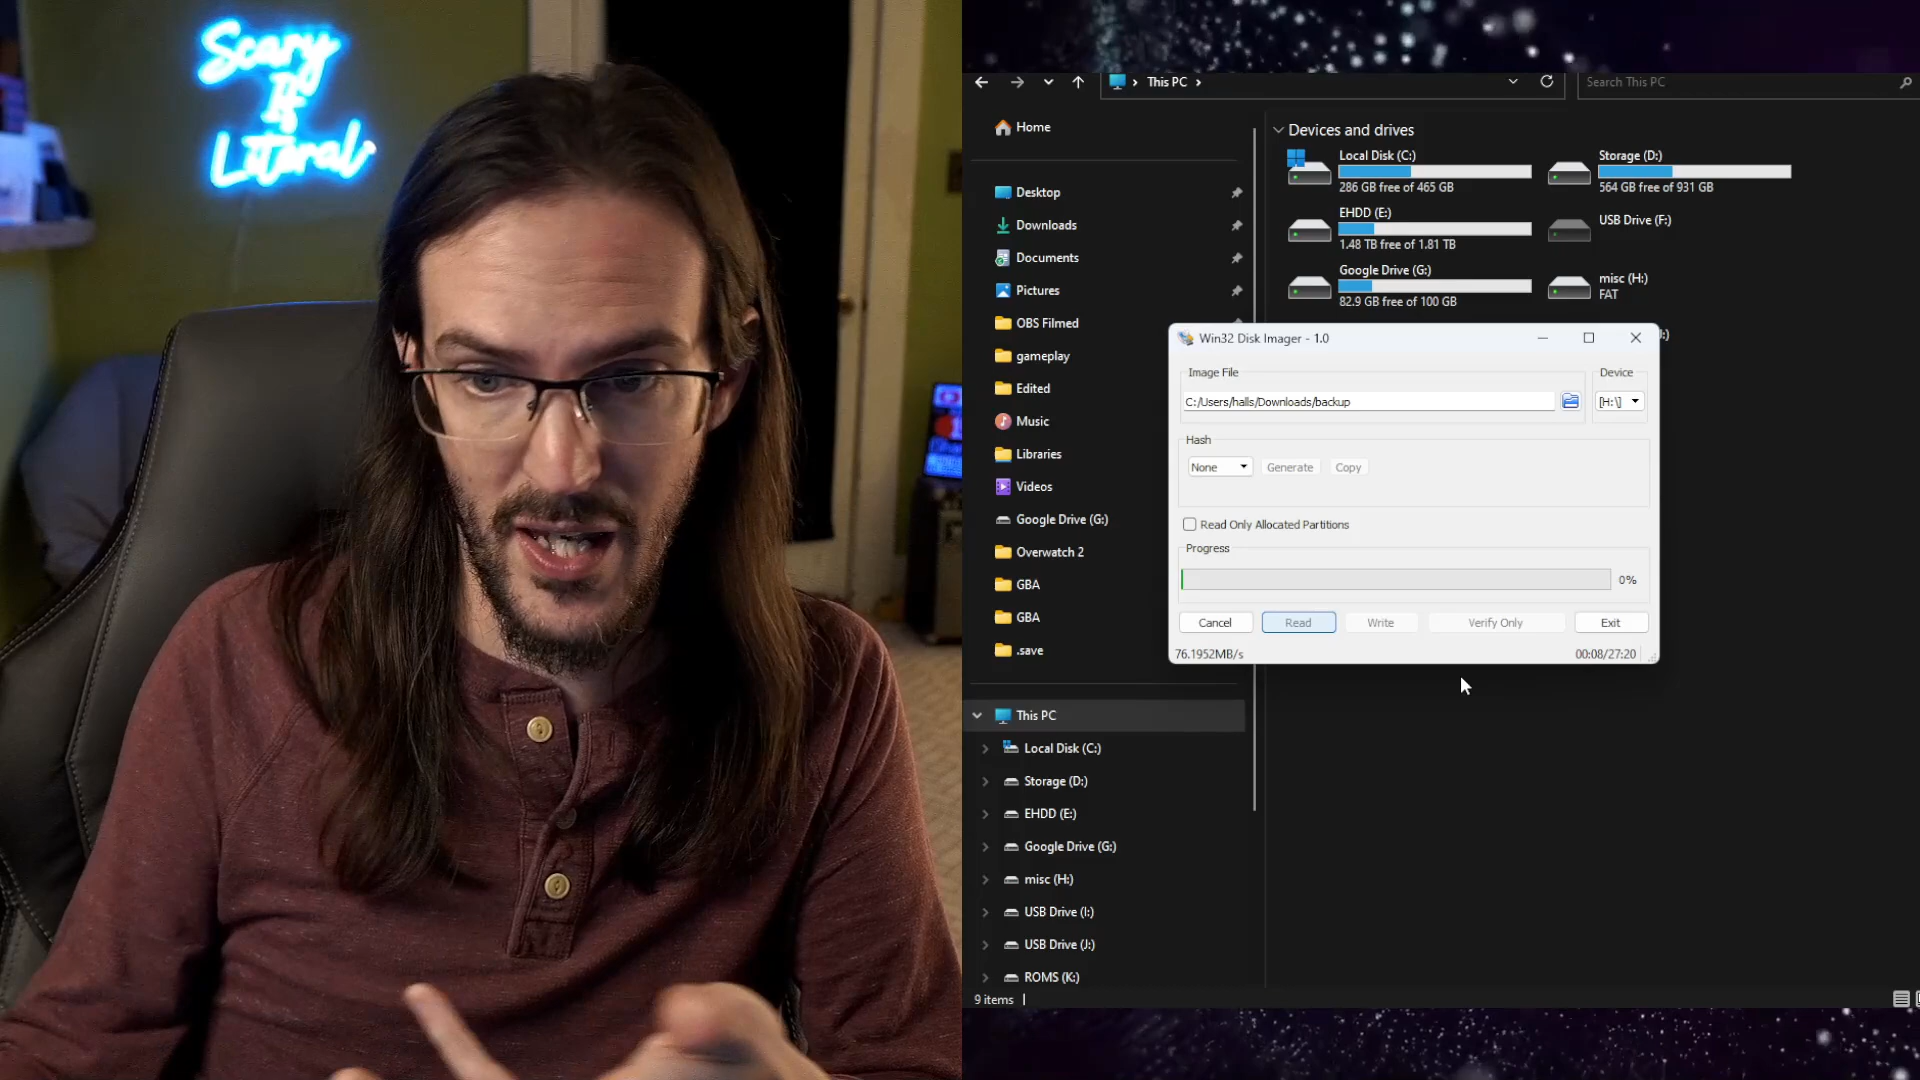 Scary
Is
Literal
This PC
Search This PC
Home
Desktop
Downloads
Documents
Pictures
OBS Filmed
gameplay
Edited
Music
Libraries
Videos
Google Drive (G:)
Overwatch 2
GBA
GBA
.save
This PC
Local Disk (C:)
Storage (D:)
EHDD (E:)
Google Drive (G:)
misc (H:)
USB Drive (I:)
USB Drive (J:)
ROMS (K:)
9 items
Devices and drives
Local Disk (C:)
286 GB free of 465 GB
Storage (D:)
564 GB free of 931 GB
EHDD (E:)
1.48 TB free of 1.81 TB
USB Drive (F:)
Google Drive (G:)
82.9 GB free of 100 GB
misc (H:)
FAT
Win32 Disk Imager - 1.0
Image File
Device
C:/Users/halls/Downloads/backup
[H:\]
Hash
None
Generate
Copy
Read Only Allocated Partitions
Progress
0%
Cancel
Read
Write
Verify Only
Exit
76.1952MB/s
00:08/27:20